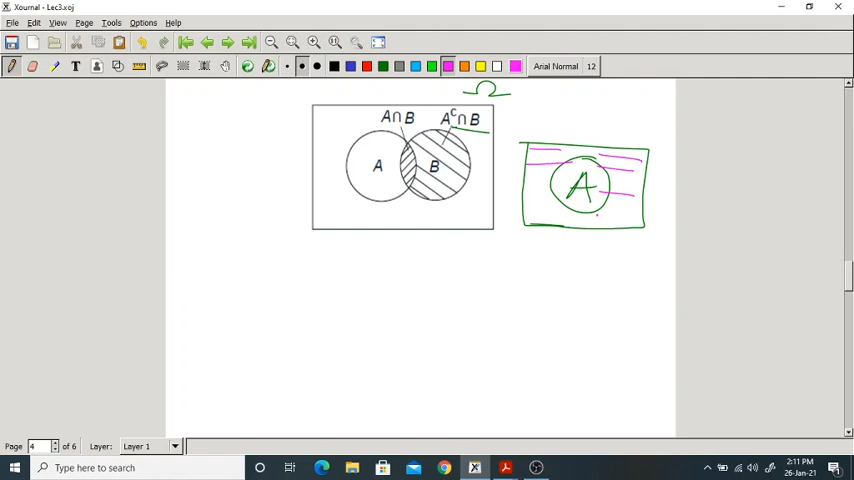 Xournal - Lec3.xoj
File Edit View Page Tools Options Help
T Arial Normal 12
Ω
A∩B A^C∩B
A B
A
Page 4 of 6 Layer: Layer 1
Type here to search
2:11 PM
26-Jan-21